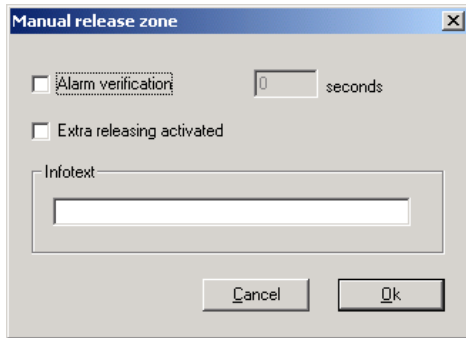 Manual release zone
Alarm verification 0 seconds
Extra releasing activated
Infotext
Cancel Ok